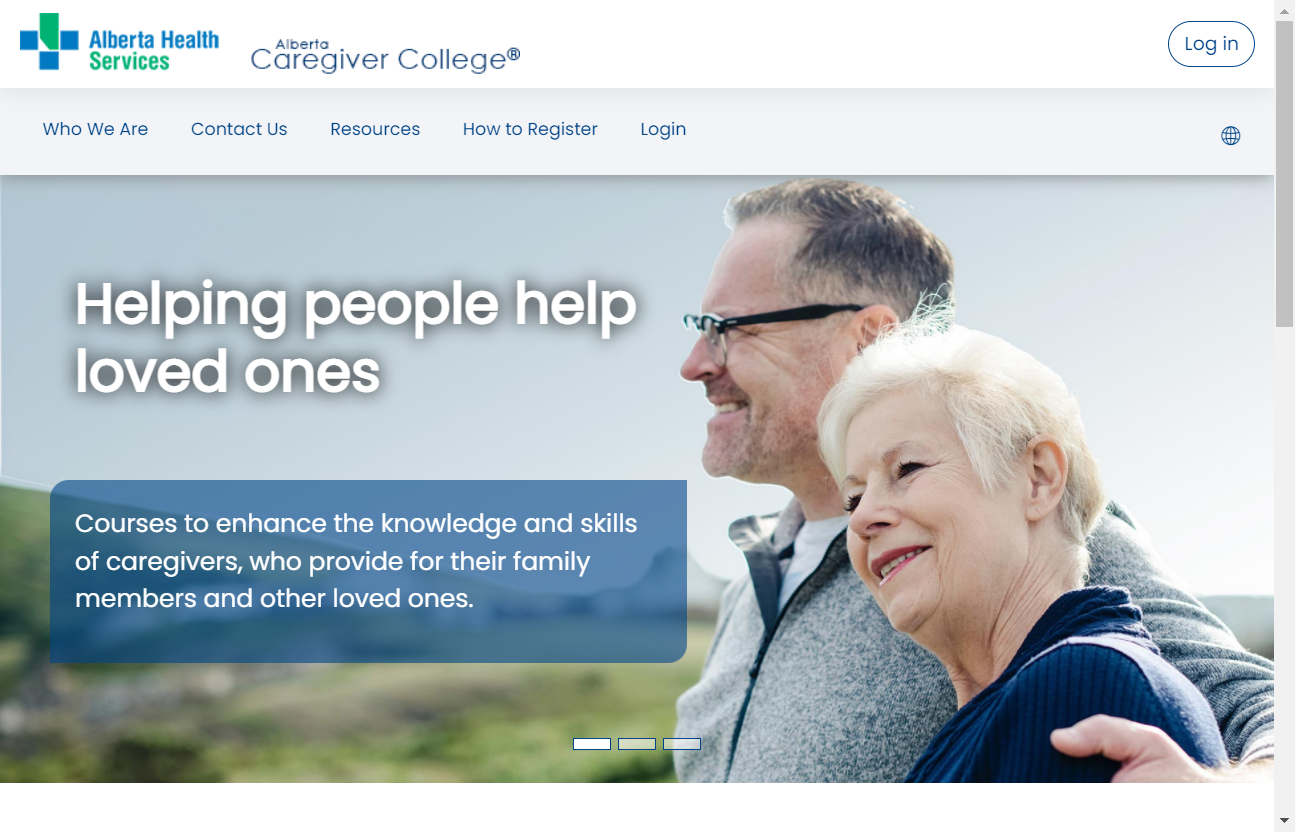 Alberta Health
Services
Alberta
Caregiver College®
Log in
Who We Are
Contact Us
Resources
How to Register
Login
Helping people help
loved ones
Courses to enhance the knowledge and skills
of caregivers, who provide for their family
members and other loved ones.